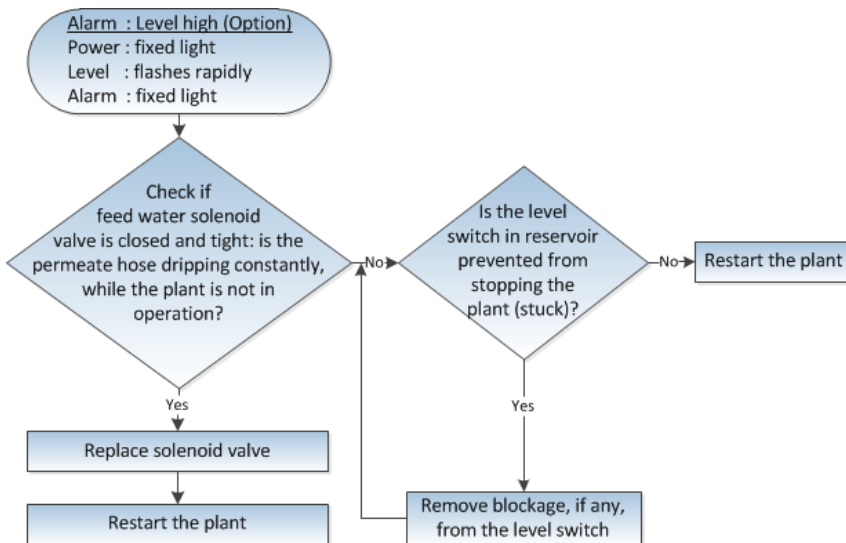 Alarm : Level high (Option)
Power : fixed light
Level : flashes rapidly
Alarm : fixed light
Check if
feed water solenoid
valve is closed and tight: is the
permeate hose dripping constantly,
while the plant is not in
operation?
No
Is the level
switch in reservoir
prevented from
stopping the
plant (stuck)?
No
Restart the plant
Yes
Replace solenoid valve
Restart the plant
Yes
Remove blockage, if any,
from the level switch